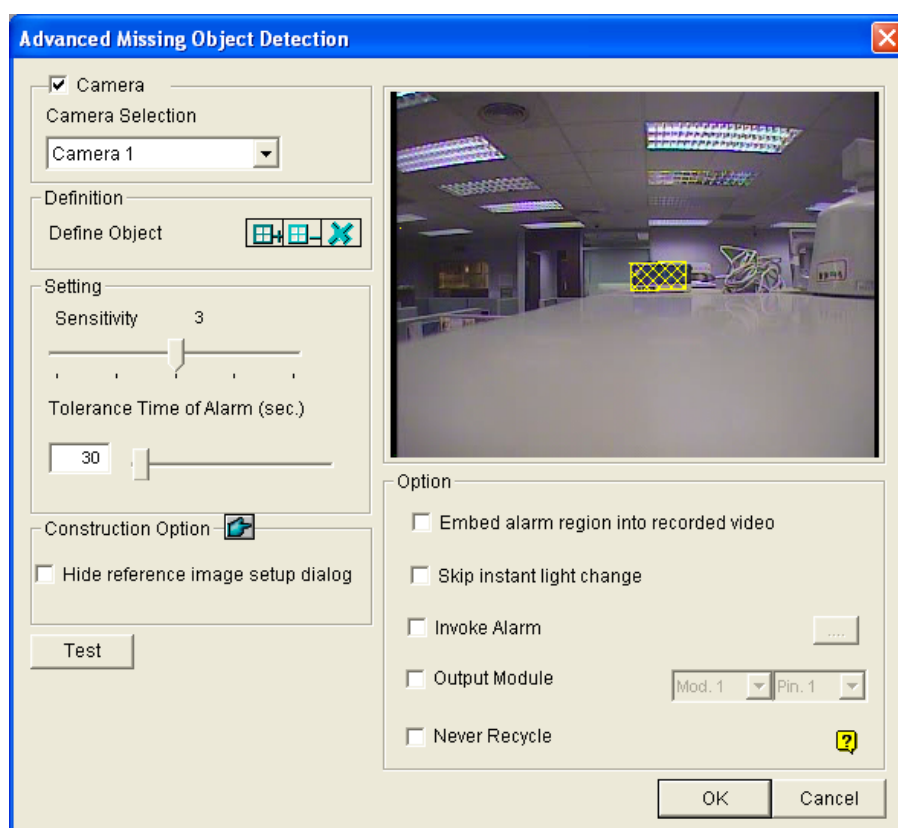 Advanced Missing Object Detection
Camera
Camera Selection
Camera 1
Definition
Define Object
Setting
Sensitivity 3
Tolerance Time of Alarm (sec.)
30
Construction Option
Hide reference image setup dialog
Test
Option
Embed alarm region into recorded video
Skip instant light change
Invoke Alarm
....
Output Module
Mod. 1
Pin. 1
Never Recycle
?
OK
Cancel